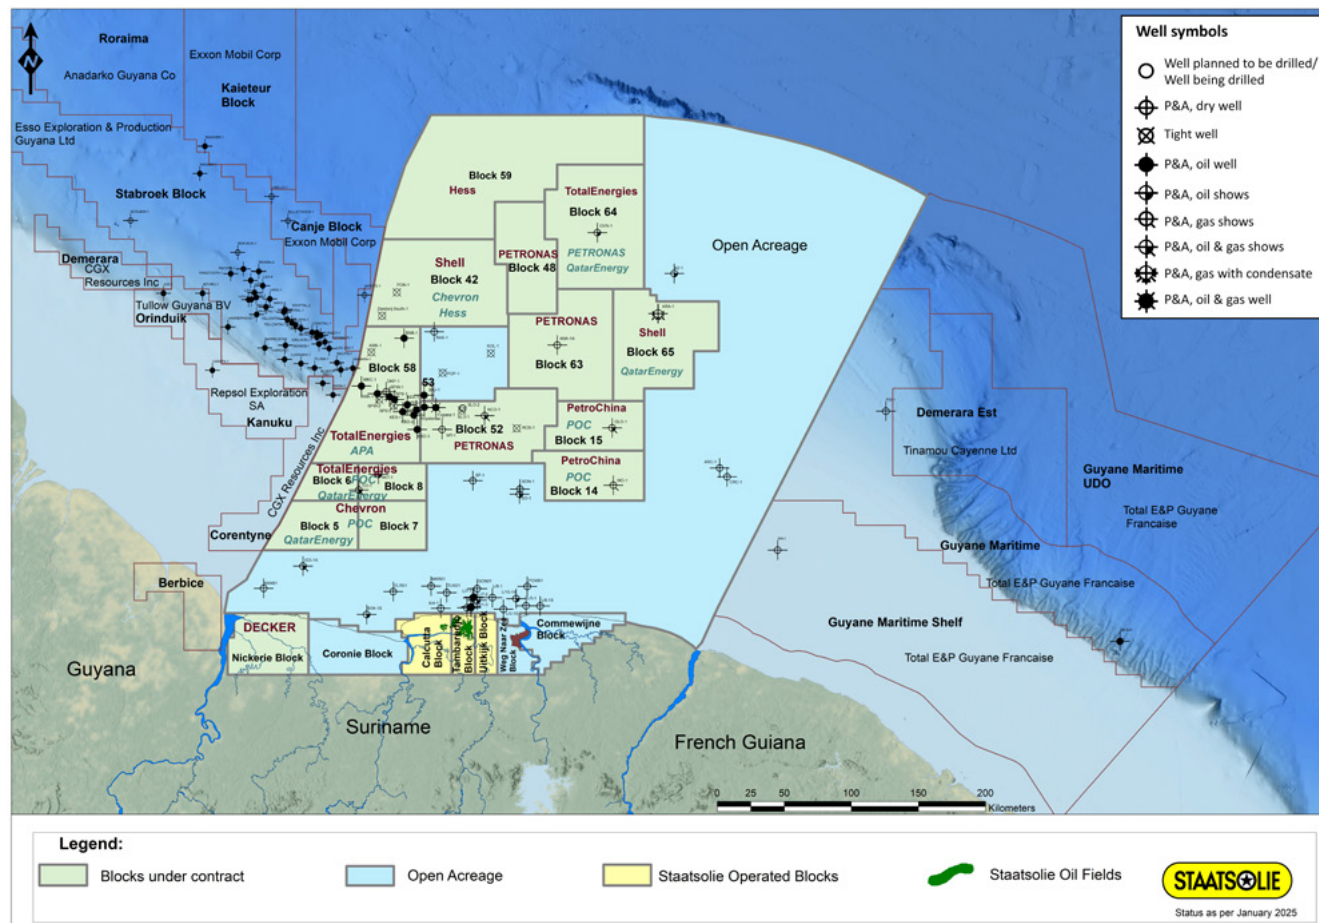 Roraima
Anadarko Guyana Co
Exxon Mobil Corp
Kaieteur
Block
Esso Exploration & Production
Guyana Ltd
Stabroek Block
Canje Block
Exxon Mobil Corp
Demerara
CGX
Resources Inc
Tullow Guyana BV
Orinduik
Repsol Exploration
SA
Kanuku
CGX Resources Inc
Corentyne
Berbice
Block 59
Hess
TotalEnergies
Block 64
PETRONAS
QatarEnergy
PETRONAS
Block 48
Shell
Block 42
Chevron
Hess
Open Acreage
PETRONAS
Block 63
Shell
Block 65
QatarEnergy
Block 58
53
TotalEnergies
APA
Block 52
PETRONAS
PetroChina
POC
Block 15
PetroChina
POC
Block 14
TotalEnergies
Block 6
POC
QatarEnergy
Block 8
Chevron
Block 5
POC
QatarEnergy
Block 7
DECKER
Nickerie Block
Coronie Block
Calcutta
Block
Tambaredjo
Block
Uitkijk Block
Weg Naar Zee
Block
Commewijne
Block
Guyana
Suriname
French Guiana
Demerara Est
Tinamou Cayenne Ltd
Guyane Maritime
UDO
Total E&P Guyane
Francaise
Guyane Maritime
Total E&P Guyane Francaise
Guyane Maritime Shelf
Total E&P Guyane Francaise
N
Well symbols
Well planned to be drilled/
Well being drilled
P&A, dry well
Tight well
P&A, oil well
P&A, oil shows
P&A, gas shows
P&A, oil & gas shows
P&A, gas with condensate
P&A, oil & gas well
0 25 50 100 150 200
Kilometers
Legend:
Blocks under contract
Open Acreage
Staatsolie Operated Blocks
Staatsolie Oil Fields
STAATSOLIE
Status as per January 2025